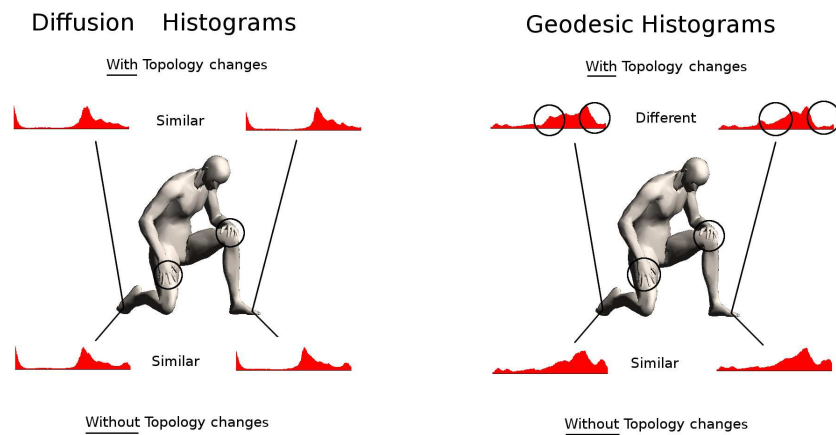 Diffusion Histograms
With Topology changes
Similar
Similar
Without Topology changes
Geodesic Histograms
With Topology changes
Different
Similar
Without Topology changes